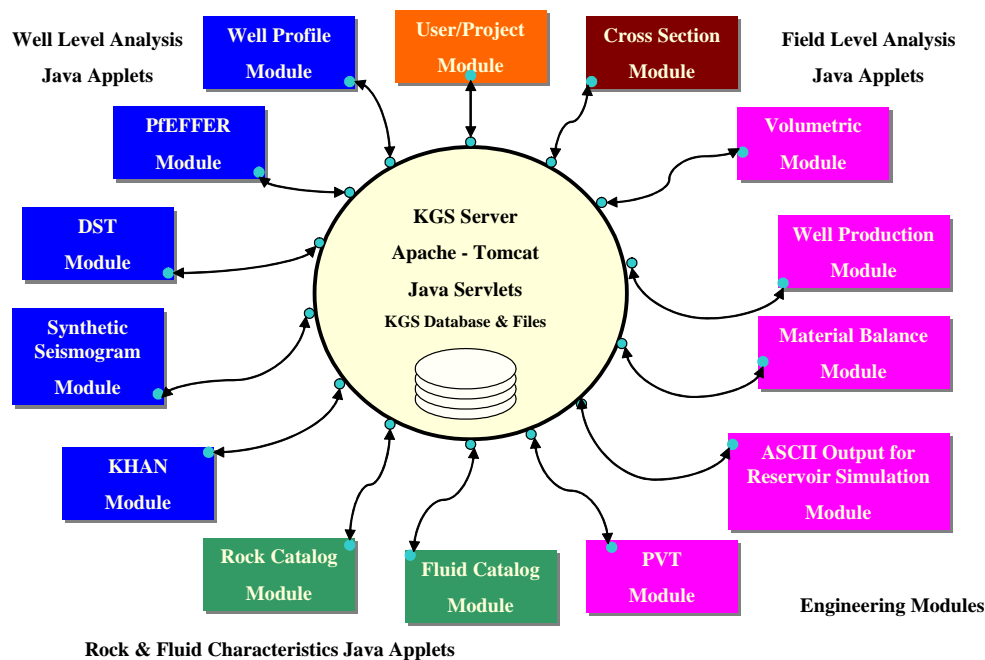 Well Level Analysis
Java Applets
Well Profile
Module
User/Project
Module
Cross Section
Module
Field Level Analysis
Java Applets
PfEFFER
Module
Volumetric
Module
DST
Module
Well Production
Module
Synthetic
Seismogram
Module
Material Balance
Module
KHAN
Module
ASCII Output for
Reservoir Simulation
Module
KGS Server
Apache - Tomcat
Java Servlets
KGS Database & Files
Rock Catalog
Module
Fluid Catalog
Module
PVT
Module
Engineering Modules
Rock & Fluid Characteristics Java Applets